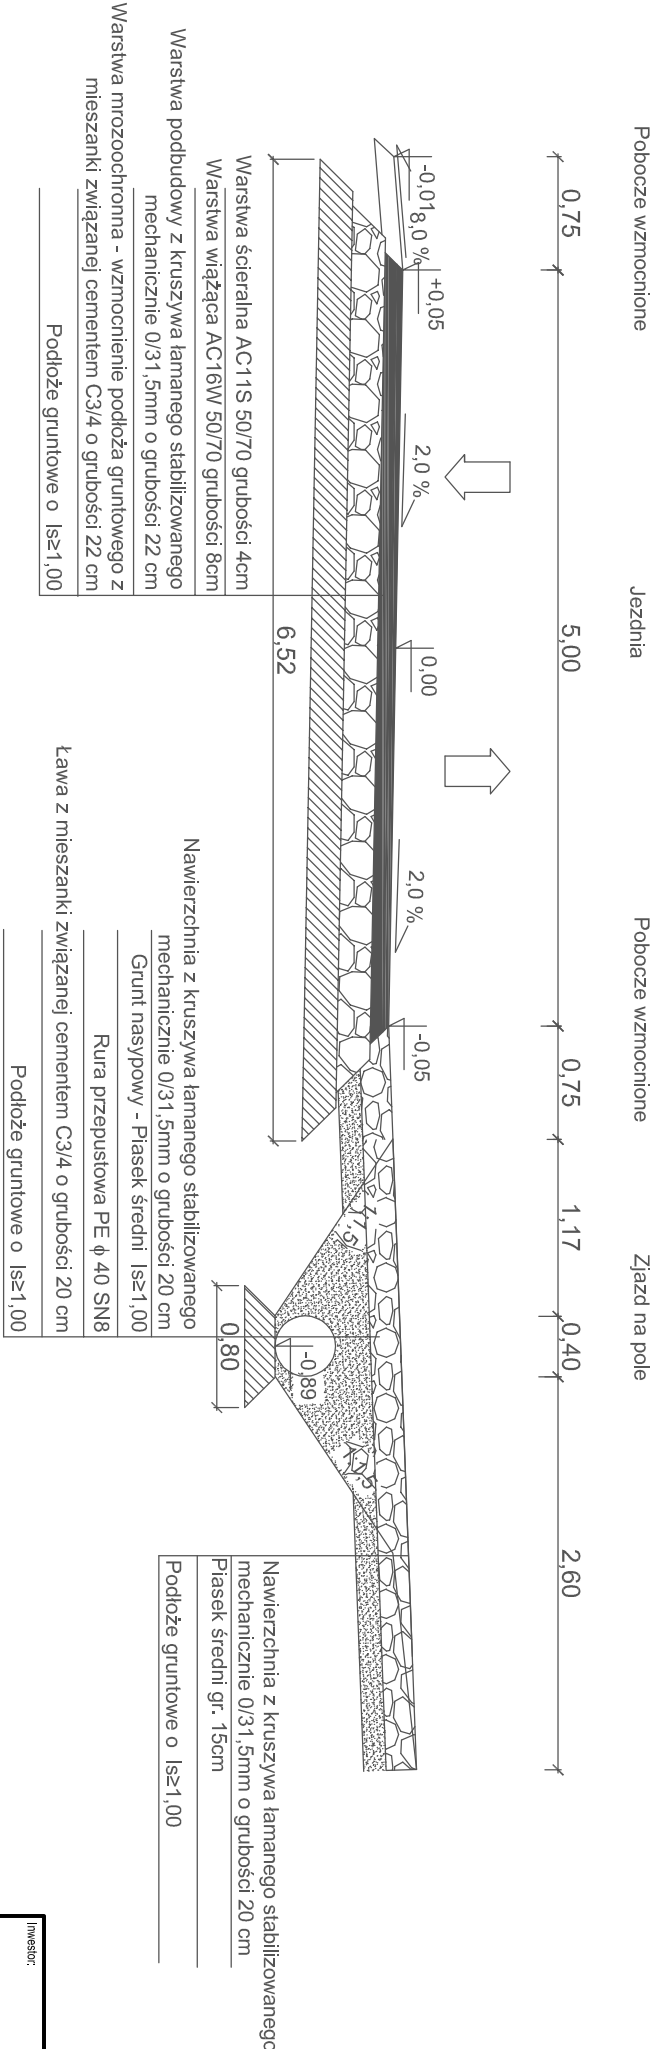 Pobocze wzmocnione
Jezdnia
Pobocze wzmocnione
Zjazd na pole
0,75
5,00
0,75
1,17
0,40
2,60
-0,01
8,0 %
+0,05
2,0 %
0,00
2,0 %
-0,05
1:1,5
-0,89
1:1,5
6,52
0,80
Warstwa ścieralna AC11S 50/70 grubości 4cm
Warstwa wiążąca AC16W 50/70 grubości 8cm
Warstwa podbudowy z kruszywa łamanego stabilizowanego
mechanicznie 0/31,5mm o grubości 22 cm
Warstwa mrozoochronna - wzmocnienie podłoża gruntowego z
mieszanki związanej cementem C3/4 o grubości 22 cm
Podłoże gruntowe o Is≥1,00
Nawierzchnia z kruszywa łamanego stabilizowanego
mechanicznie 0/31,5mm o grubości 20 cm
Grunt nasypowy - Piasek średni Is≥1,00
Rura przepustowa PE ϕ 40 SN8
Ława z mieszanki związanej cementem C3/4 o grubości 20 cm
Podłoże gruntowe o Is≥1,00
Nawierzchnia z kruszywa łamanego stabilizowanego
mechanicznie 0/31,5mm o grubości 20 cm
Piasek średni gr. 15cm
Podłoże gruntowe o Is≥1,00
Inwestor: